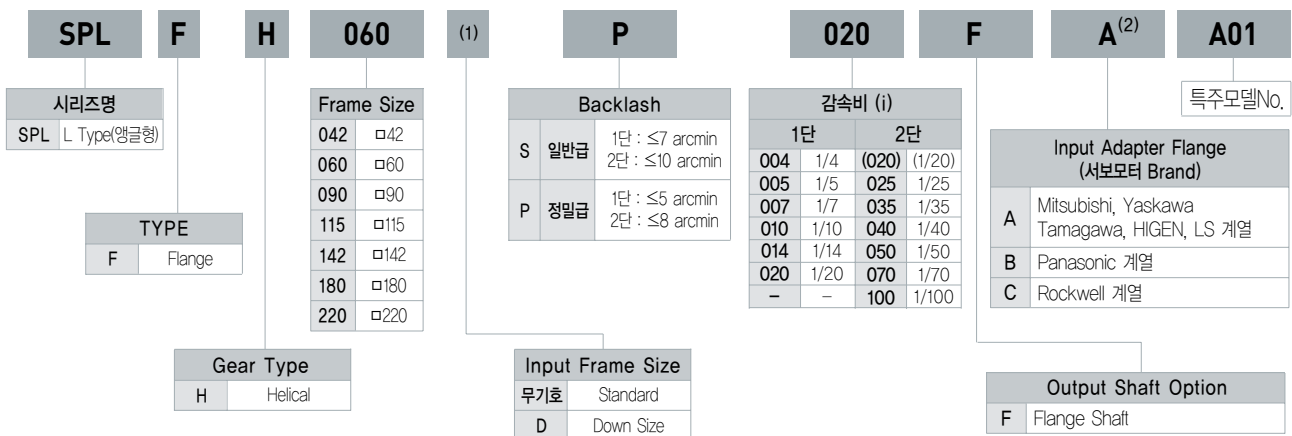 SPL F H 060 (1) P 020 F A(2) A01
시리즈명
SPL L Type(앵글형)
TYPE
F Flange
Gear Type
H Helical
Frame Size
042 □42
060 □60
090 □90
115 □115
142 □142
180 □180
220 □220
Input Frame Size
무기호 Standard
D Down Size
Backlash
S 일반급 1단 : ≤7 arcmin
2단 : ≤10 arcmin
P 정밀급 1단 : ≤5 arcmin
2단 : ≤8 arcmin
감속비 (i)
1단 2단
004 1/4 (020) (1/20)
005 1/5 025 1/25
007 1/7 035 1/35
010 1/10 040 1/40
014 1/14 050 1/50
020 1/20 070 1/70
– – 100 1/100
Output Shaft Option
F Flange Shaft
Input Adapter Flange
(서보모터 Brand)
A Mitsubishi, Yaskawa
Tamagawa, HIGEN, LS 계열
B Panasonic 계열
C Rockwell 계열
특주모델No.